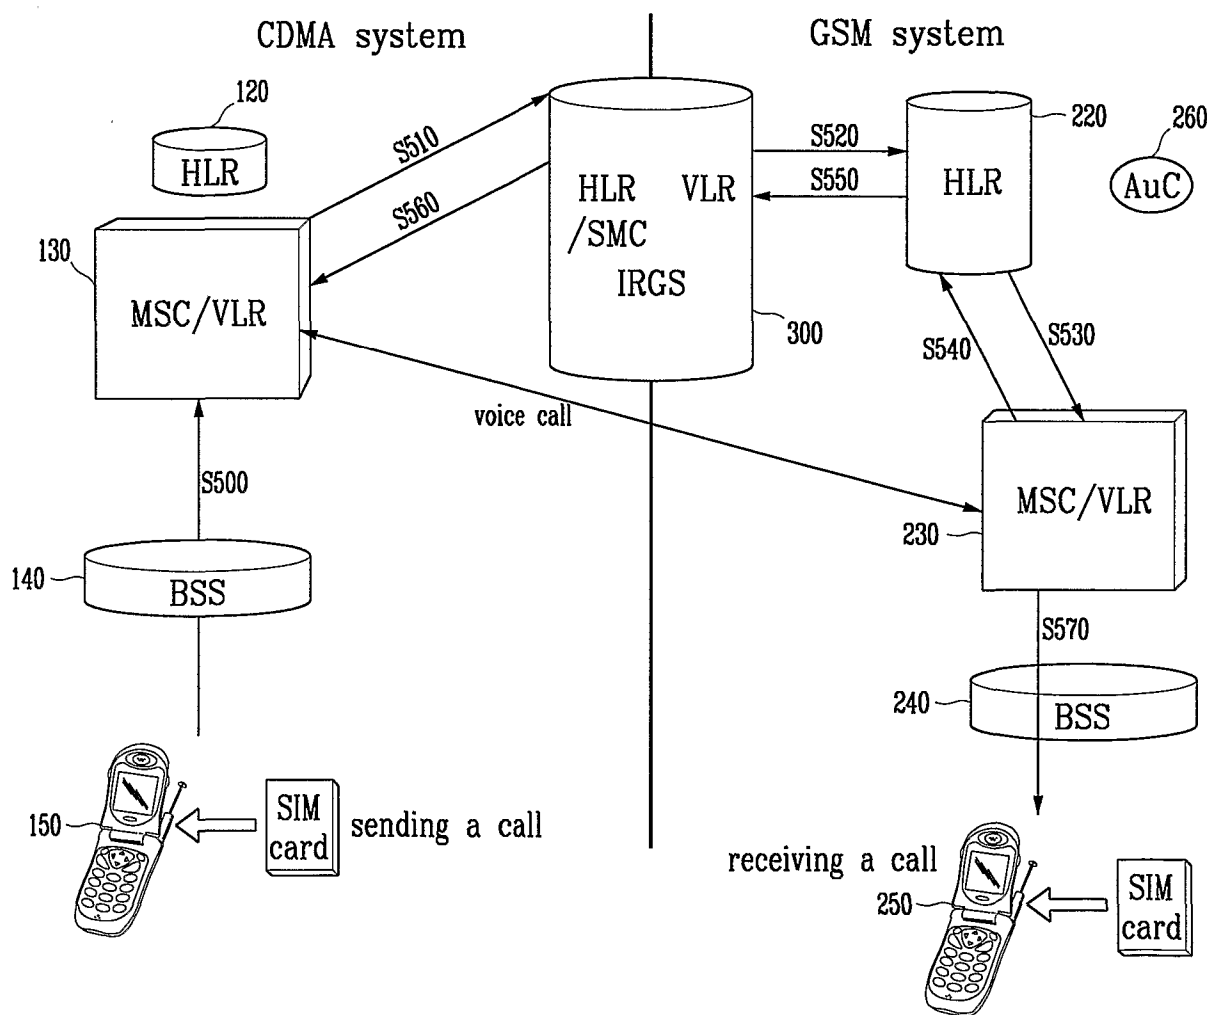 CDMA system
GSM system
120
HLR
S510
S560
130
MSC/VLR
HLR
/SMC
VLR
IRGS
300
S520
S550
220
HLR
260
AuC
S540
S530
voice call
S500
MSC/VLR
230
140
BSS
S570
240
BSS
150
SIM
card
sending a call
receiving a call
250
SIM
card